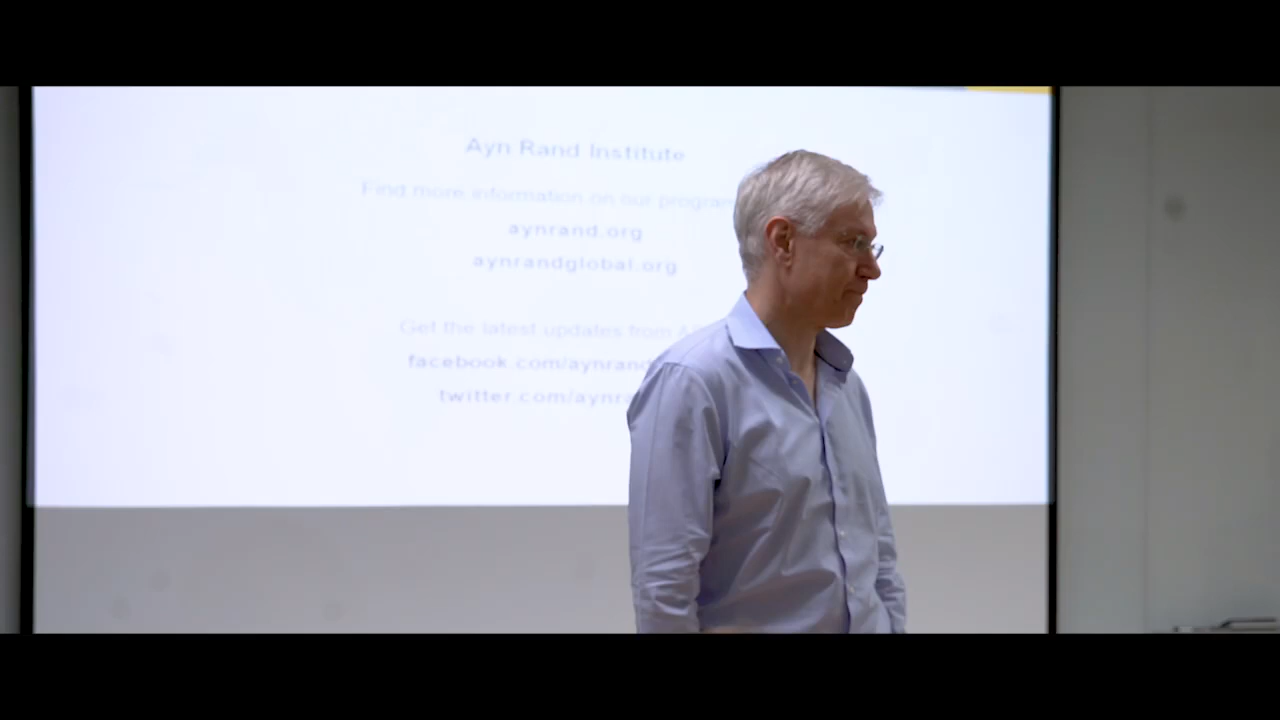 Ayn Rand Institute
Find more information on our program
aynrand.org
aynrandglobal.org
Get the latest updates from
facebook.com/aynrand
twitter.com/aynra